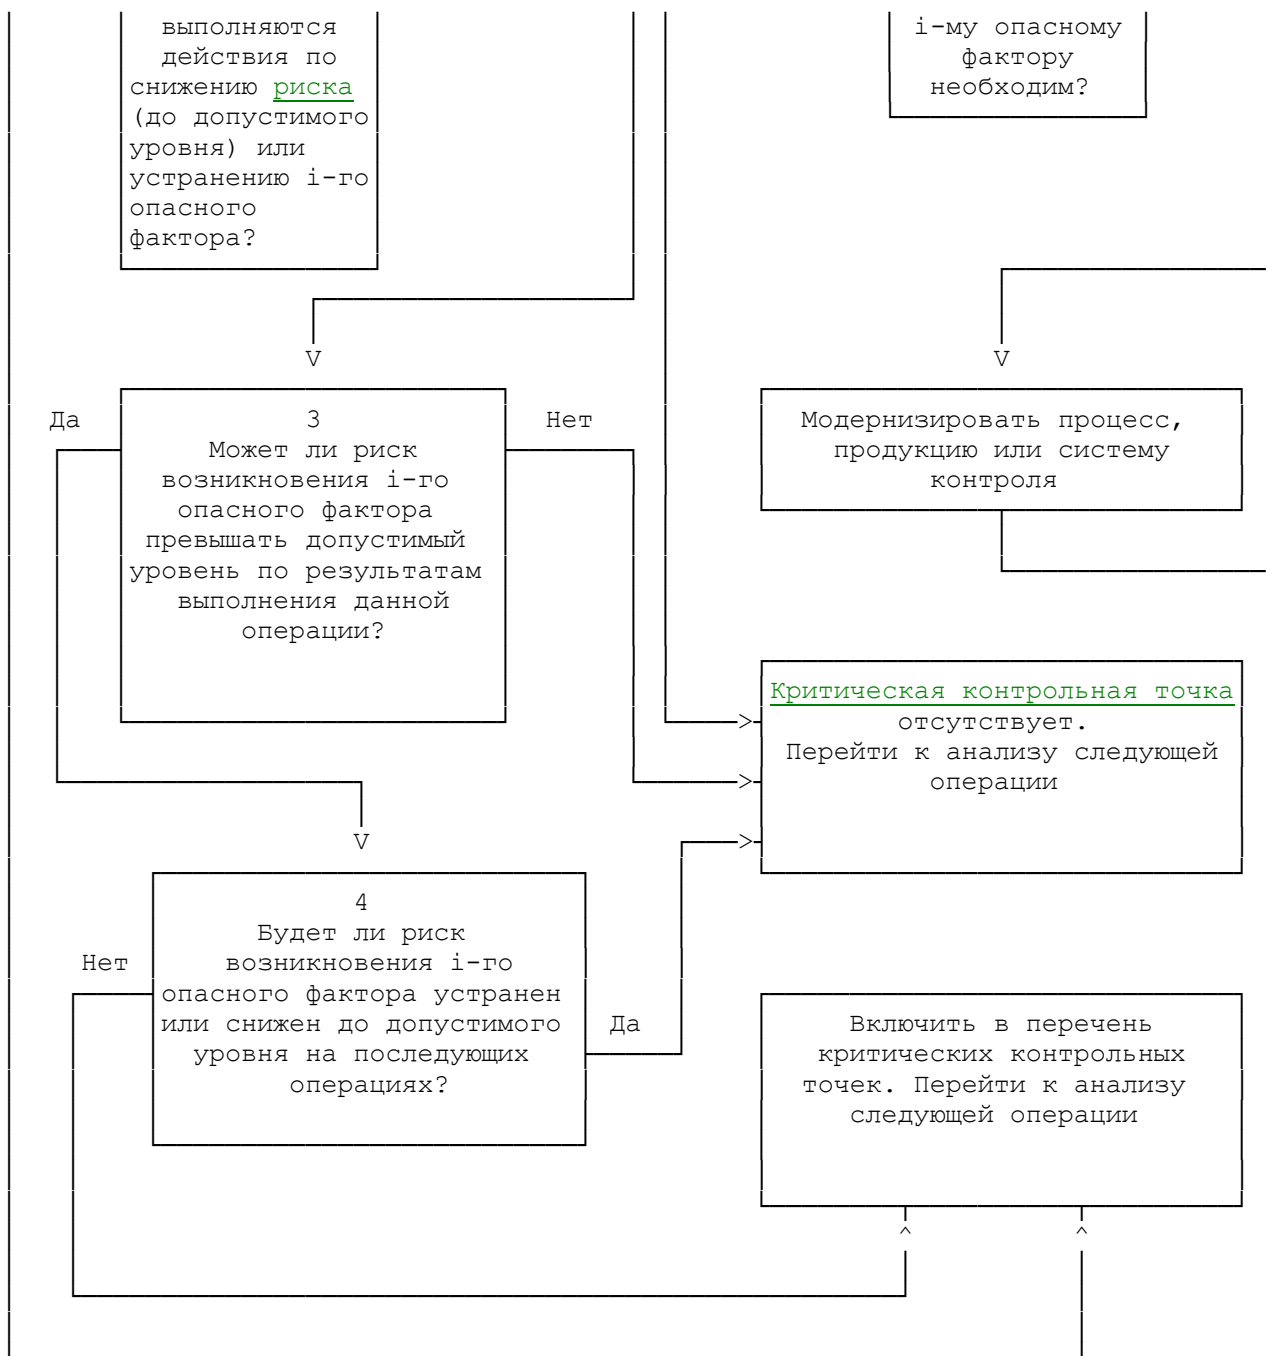 выполняются
действия по
снижению риска
(до допустимого
уровня) или
устранению i-го
опасного
фактора?
i-му опасному
фактору
необходим?
V
V
Да
3
Может ли риск
возникновения i-го
опасного фактора
превышать допустимый
уровень по результатам
выполнения данной
операции?
Нет
Модернизировать процесс,
продукцию или систему
контроля
Критическая контрольная точка
отсутствует.
Перейти к анализу следующей
операции
>
>
>
V
4
Будет ли риск
возникновения i-го
опасного фактора устранен
или снижен до допустимого
уровня на последующих
операциях?
Нет
Да
Включить в перечень
критических контрольных
точек. Перейти к анализу
следующей операции
^
^